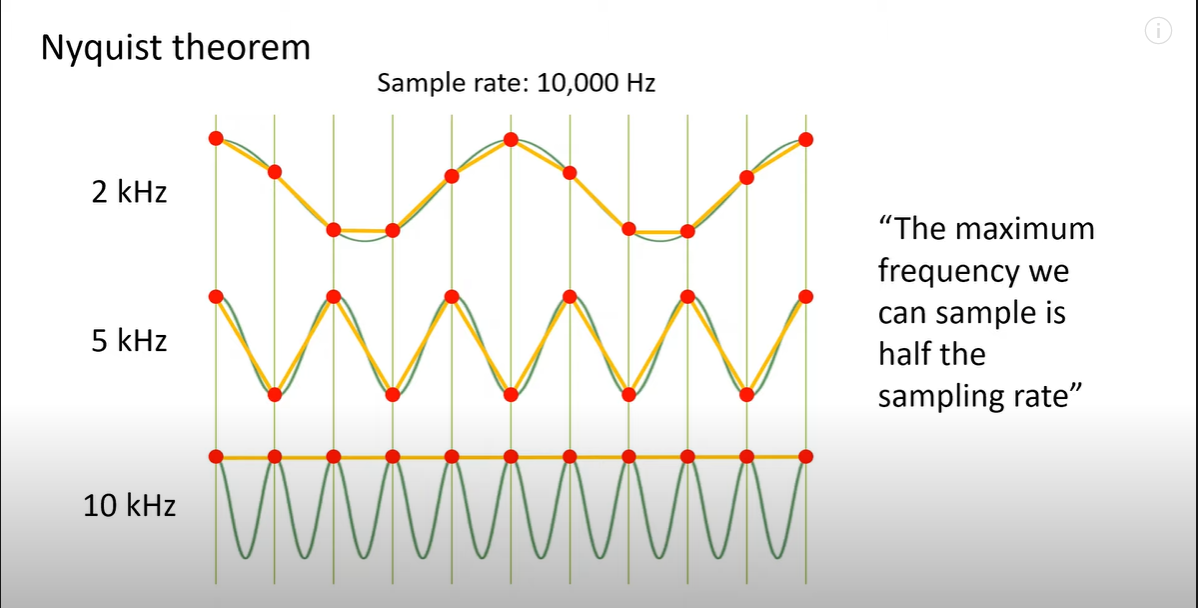 Nyquist theorem
Sample rate: 10,000 Hz
2 kHz
5 kHz
10 kHz
“The maximum
frequency we
can sample is
half the
sampling rate”